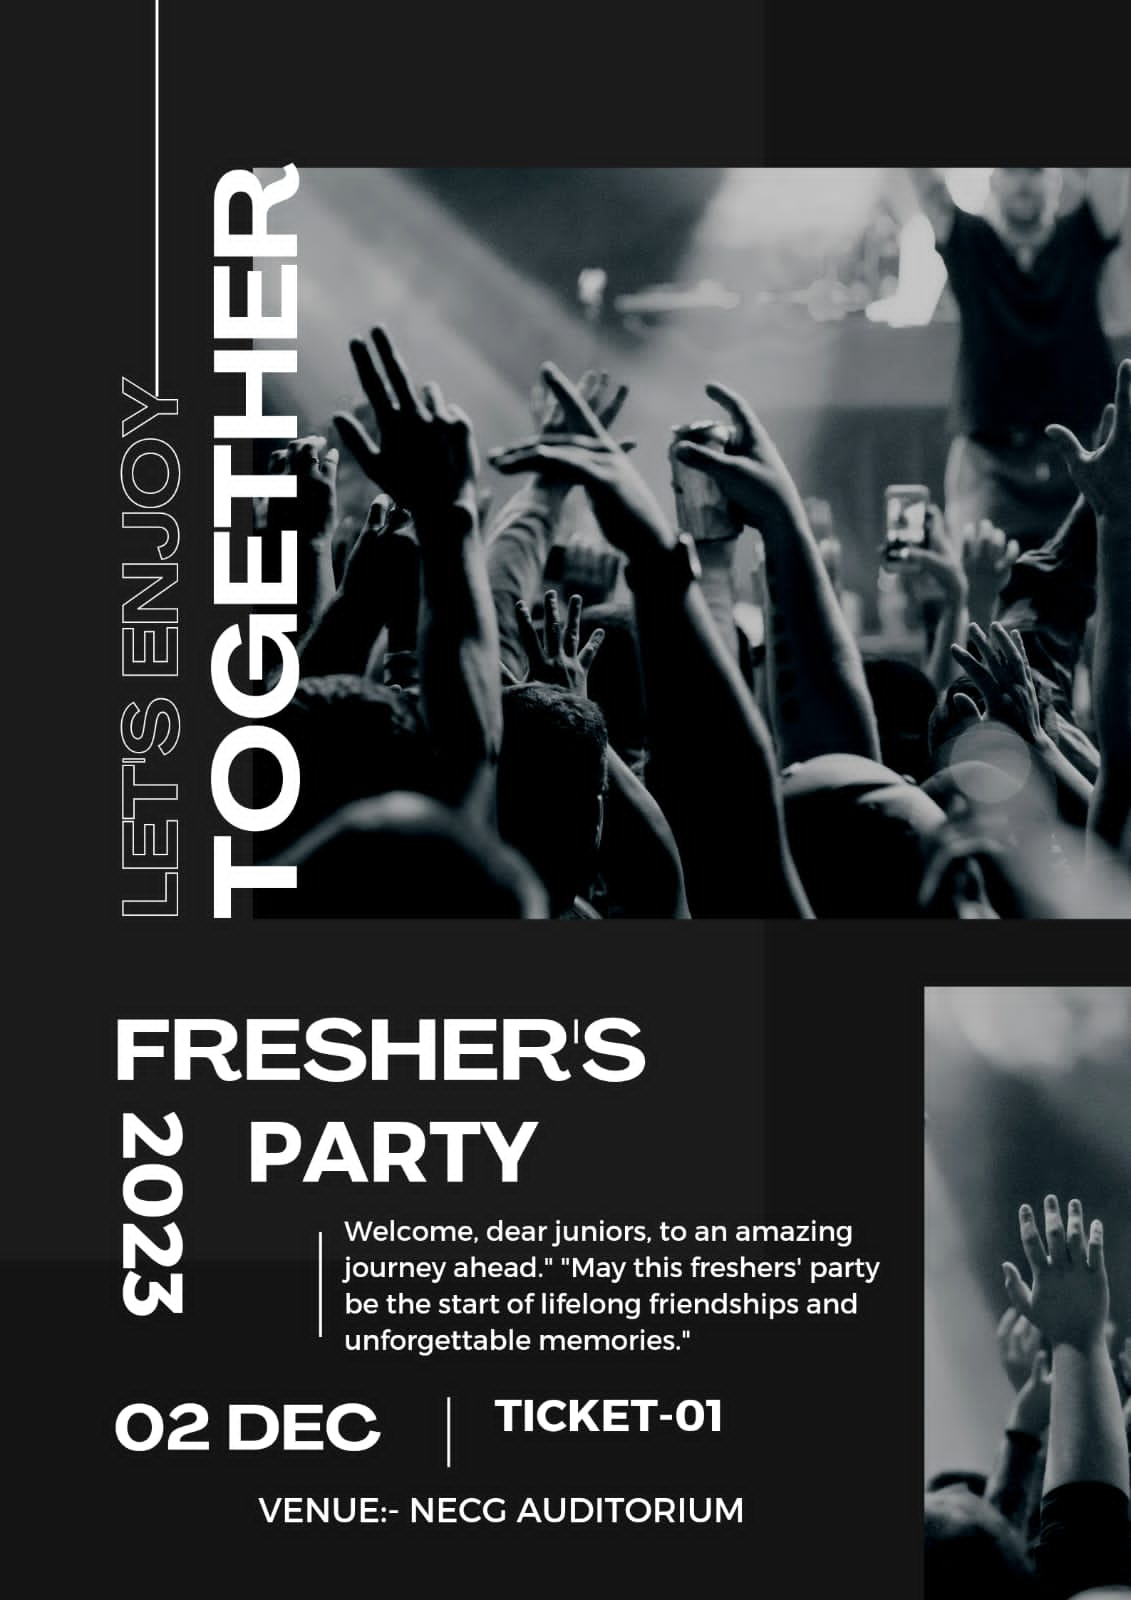 LET'S ENJOY
TOGETHER
FRESHER'S
2023
PARTY
Welcome, dear juniors, to an amazing
journey ahead." "May this freshers' party
be the start of lifelong friendships and
unforgettable memories."
02 DEC
TICKET-01
VENUE:- NECG AUDITORIUM